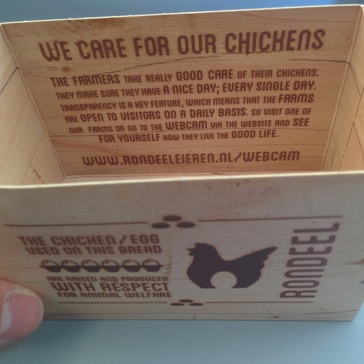 WE CARE FOR OUR CHICKENS
THE FARMERS TAKE REALLY GOOD CARE OF THEIR CHICKENS.
THEY MAKE SURE THEY HAVE A NICE DAY; EVERY SINGLE DAY.
TRANSPARENCY IS A KEY FEATURE, WHICH MEANS THAT THE FARMS
ARE OPEN TO VISITORS ON A DAILY BASIS. SO VISIT ONE OF
OUR FARMS OR GO TO THE WEBCAM VIA THE WEBSITE AND SEE
FOR YOURSELF HOW THEY LIVE THE GOOD LIFE.
WWW.RONDEELEIEREN.NL/WEBCAM
THE CHICKEN/EGG
USED ON THIS BREAD
ARE RAISED AND PRODUCED
WITH RESPECT
FOR ANIMAL WELFARE
RONDEEL